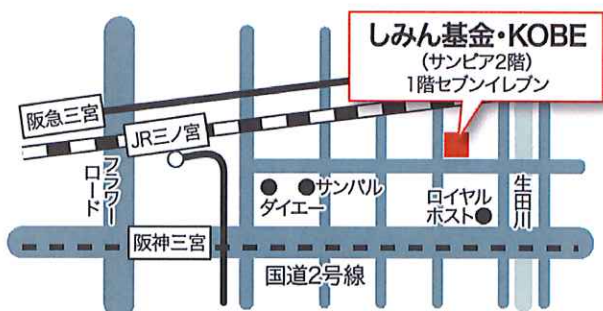 しみん基金・KOBE
(サンピア2階)
1階セブンイレブン
阪急三宮
JR三ノ宮
フラワー
ロード
サンパル
ダイエー
ロイヤル
ポスト
生田川
阪神三宮
国道2号線